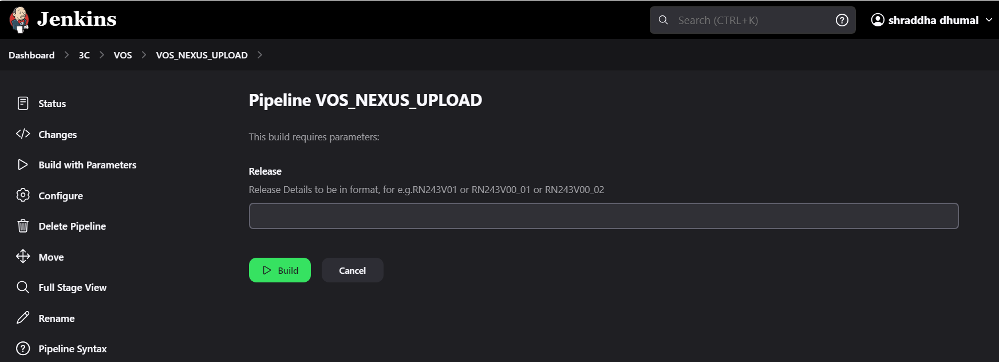 Jenkins
Search (CTRL+K)
shraddha dhumal
Dashboard > 3C > VOS > VOS_NEXUS_UPLOAD >
Status
Changes
Build with Parameters
Configure
Delete Pipeline
Move
Full Stage View
Rename
Pipeline Syntax
Pipeline VOS_NEXUS_UPLOAD
This build requires parameters:
Release
Release Details to be in format, for e.g.RN243V01 or RN243V00_01 or RN243V00_02
Build
Cancel